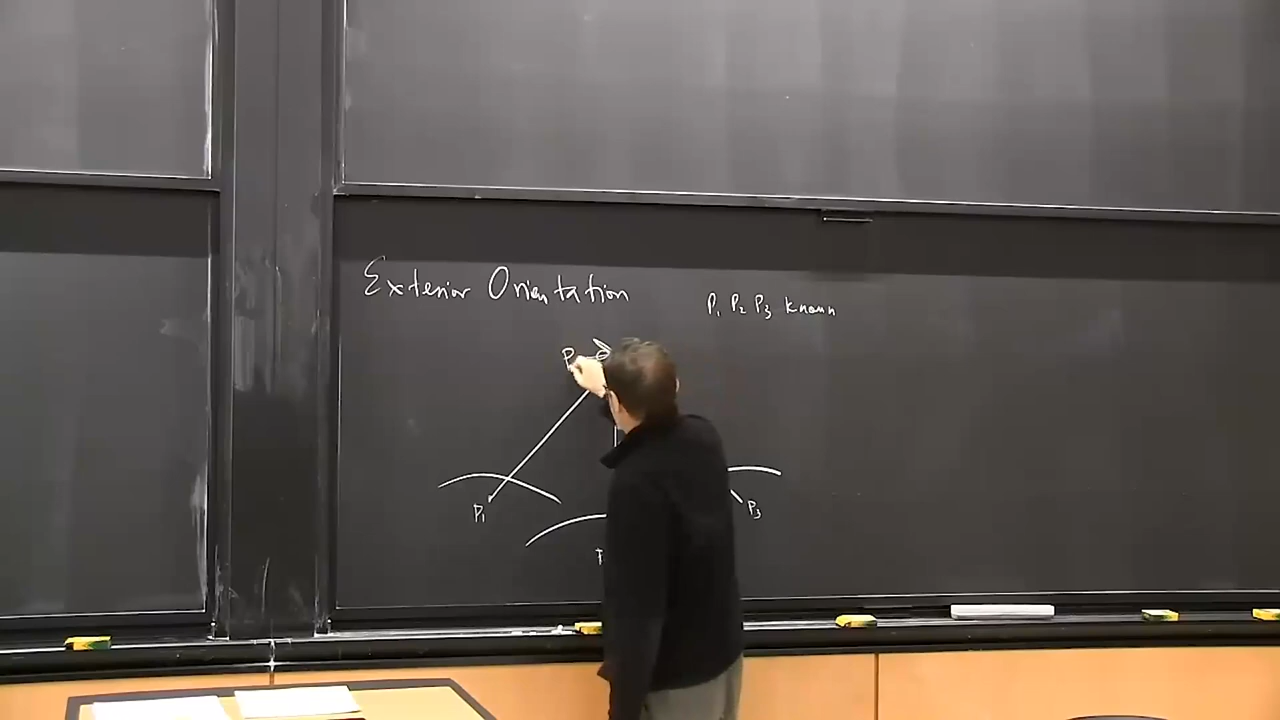 Exterior Orientation
P₁ P₂ P₃ known
P
P₁
P₃